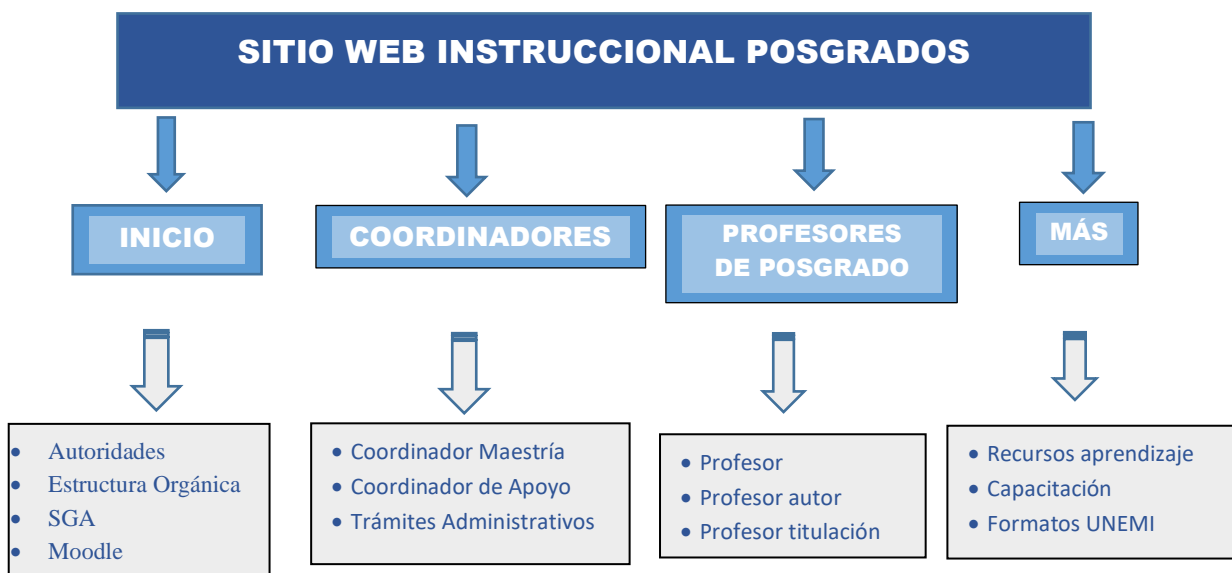 SITIO WEB INSTRUCCIONAL POSGRADOS
INICIO
COORDINADORES
PROFESORES
DE POSGRADO
MÁS
• Autoridades
• Estructura Orgánica
• SGA
• Moodle
• Coordinador Maestría
• Coordinador de Apoyo
• Trámites Administrativos
• Profesor
• Profesor autor
• Profesor titulación
• Recursos aprendizaje
• Capacitación
• Formatos UNEMI